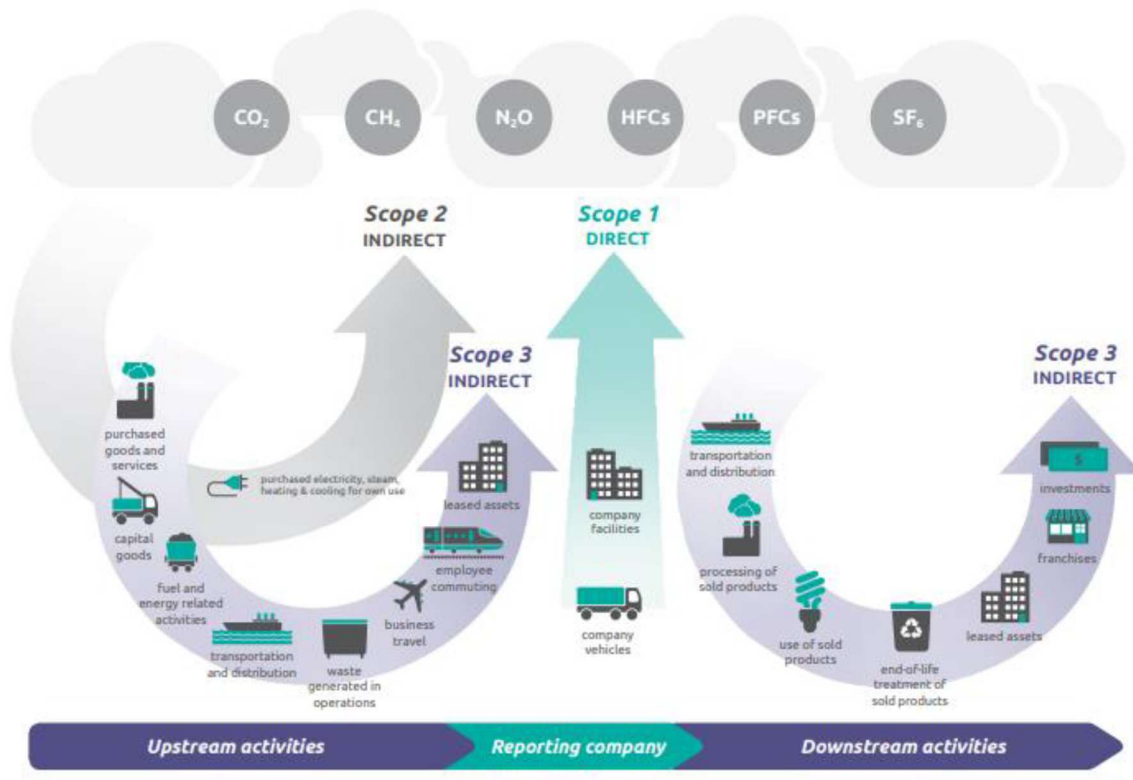 CO₂
CH₄
N₂O
HFCs
PFCs
SF₆
Scope 2
INDIRECT
Scope 1
DIRECT
Scope 3
INDIRECT
Scope 3
INDIRECT
purchased
goods and
services
capital
goods
fuel and
energy related
activities
purchased electricity, steam,
heating & cooling for own use
transportation
and distribution
waste
generated in
operations
business
travel
employee
commuting
leased assets
company
facilities
company
vehicles
transportation
and distribution
processing of
sold products
use of sold
products
end-of-life
treatment of
sold products
leased assets
franchises
$
investments
Upstream activities
Reporting company
Downstream activities